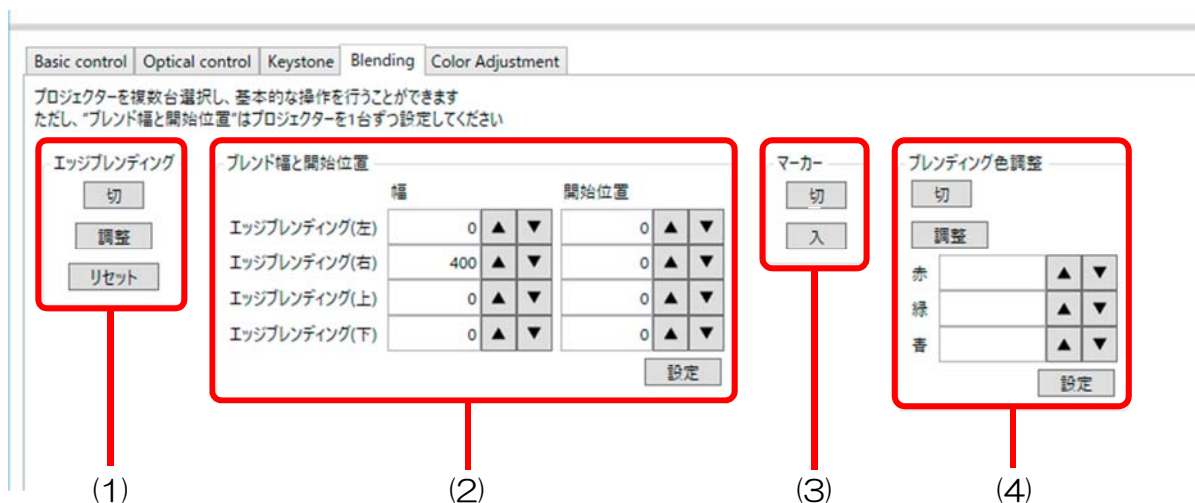 Basic control Optical control Keystone Blending Color Adjustment
プロジェクターを複数台選択し、基本的な操作を行うことができます
ただし、"ブレンド幅と開始位置"はプロジェクターを1台ずつ設定してください
エッジブレンディング
切
調整
リセット
ブレンド幅と開始位置
幅 開始位置
エッジブレンディング(左) 0 ▲ ▼ 0 ▲ ▼
エッジブレンディング(右) 400 ▲ ▼ 0 ▲ ▼
エッジブレンディング(上) 0 ▲ ▼ 0 ▲ ▼
エッジブレンディング(下) 0 ▲ ▼ 0 ▲ ▼
設定
マーカー
切
入
ブレンディング色調整
切
調整
赤 ▲ ▼
緑 ▲ ▼
青 ▲ ▼
設定
(1) (2) (3) (4)